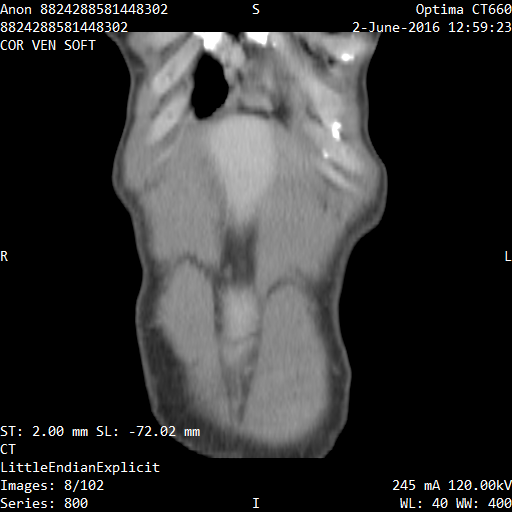 Anon 8824288581448302
S
Optima CT660
8824288581448302
2-June-2016 12:59:23
COR VEN SOFT
R
L
ST: 2.00 mm SL: -72.02 mm
CT
LittleEndianExplicit
Images: 8/102
245 mA 120.00kV
Series: 800
I
WL: 40 WW: 400